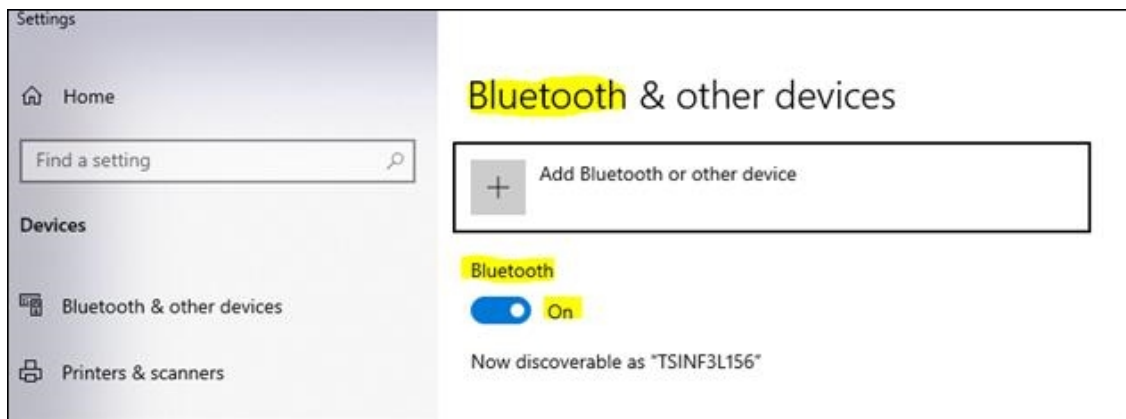 Settings
Home
Find a setting
Devices
Bluetooth & other devices
Printers & scanners
Bluetooth & other devices
Add Bluetooth or other device
Bluetooth
On
Now discoverable as "TSINF3L156"